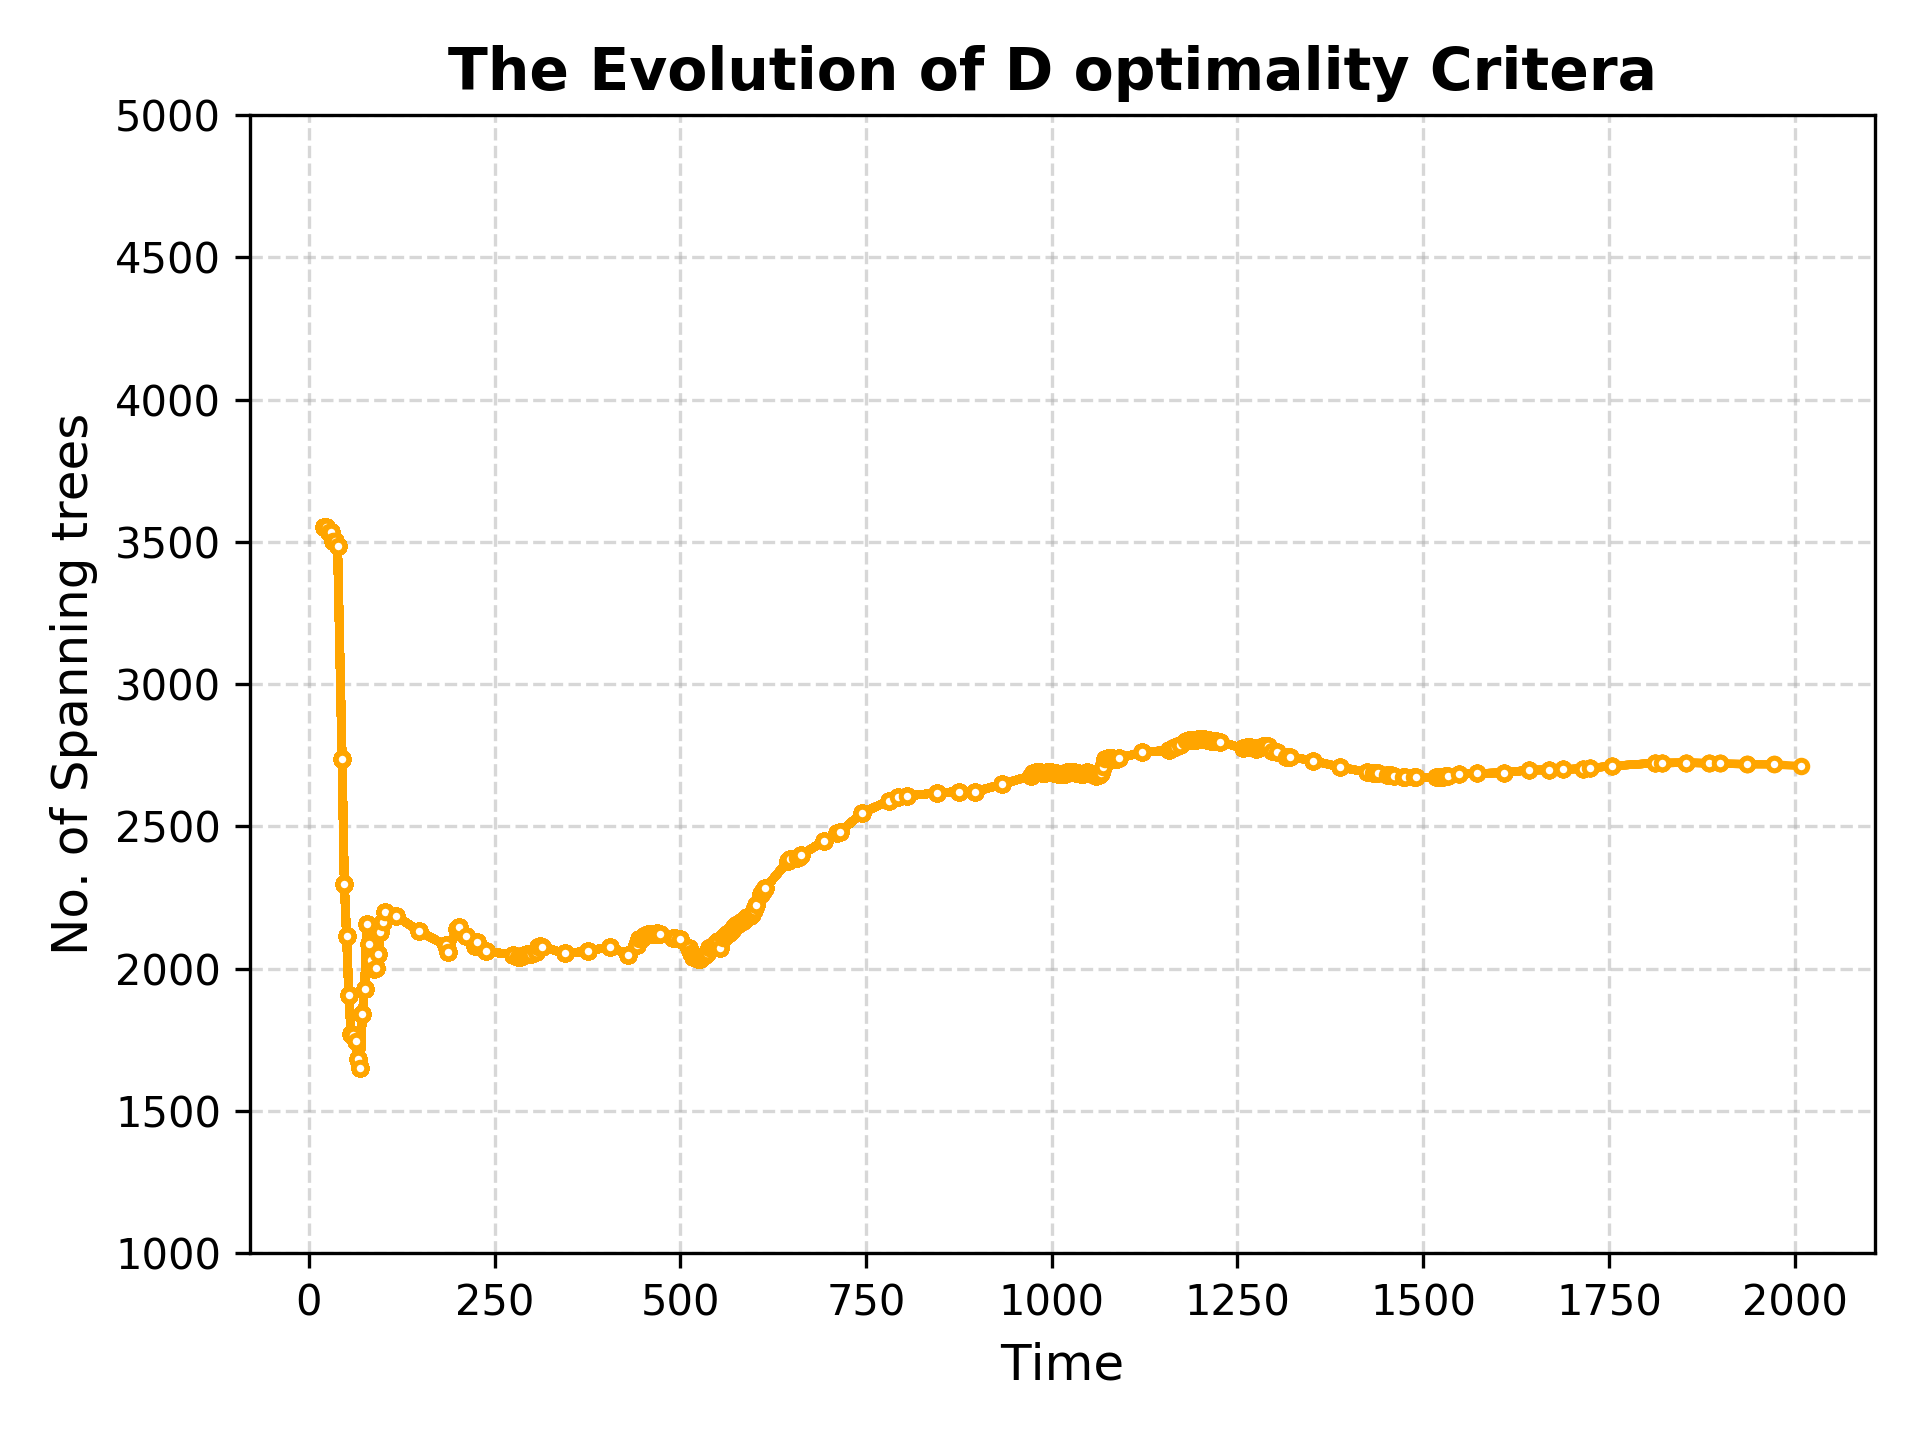 The Evolution of D optimality Critera
5000
4500
4000
3500
3000
2500
2000
1500
1000
No. of Spanning trees
0 250 500 750 1000 1250 1500 1750 2000
Time